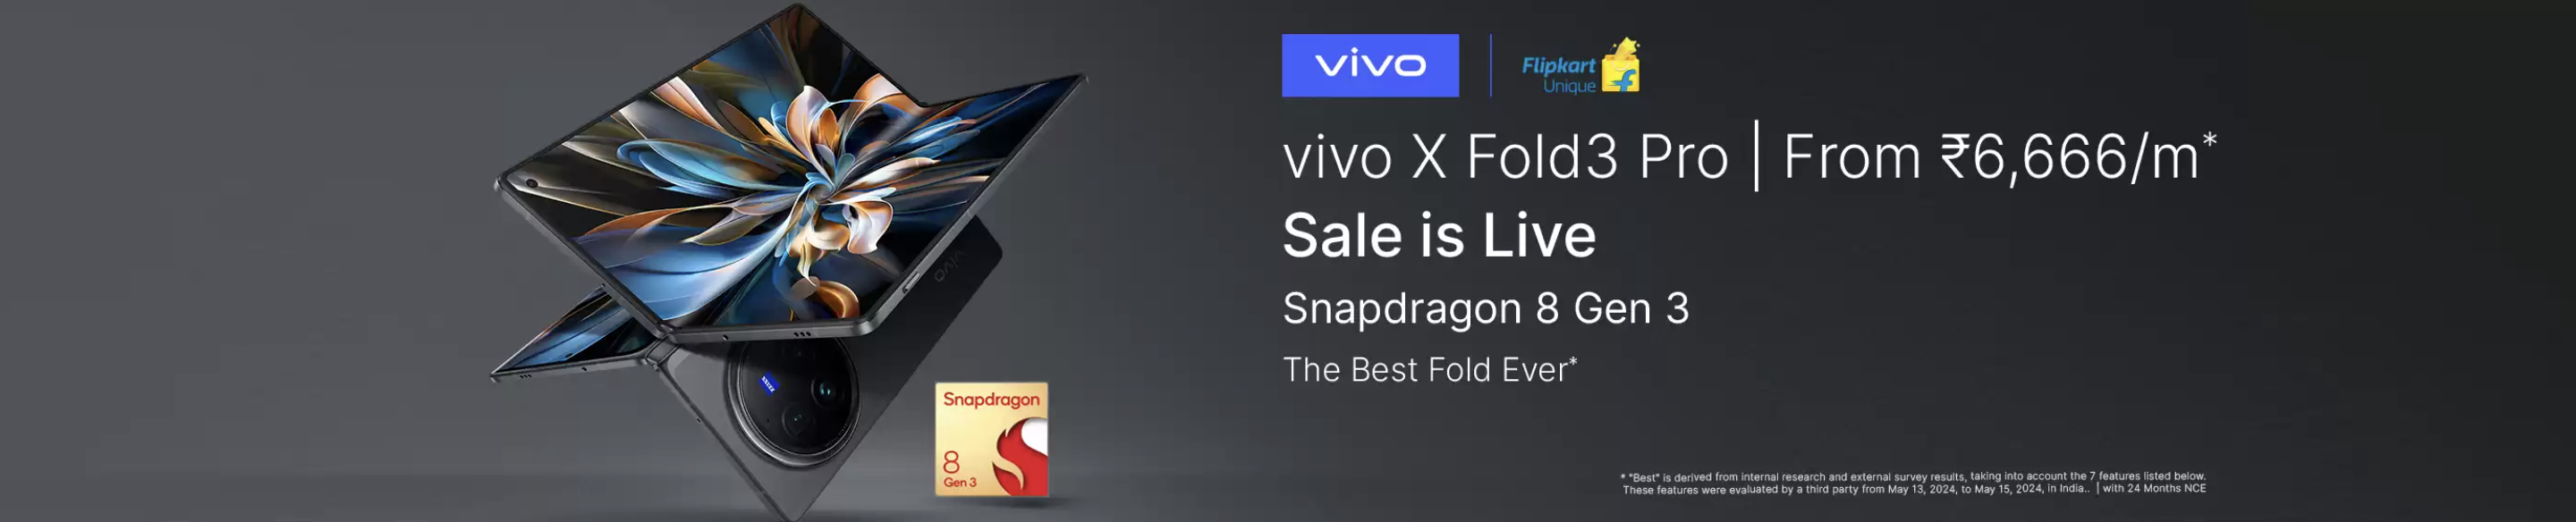 vivo
Flipkart
Unique
vivo X Fold3 Pro | From ₹6,666/m*
Sale is Live
Snapdragon 8 Gen 3
The Best Fold Ever*
vivo
ZEISS
Snapdragon
8
Gen 3
* "Best" is derived from internal research and external survey results, taking into account the 7 features listed below.
These features were evaluated by a third party from May 13, 2024, to May 15, 2024, in India.. | with 24 Months NCE